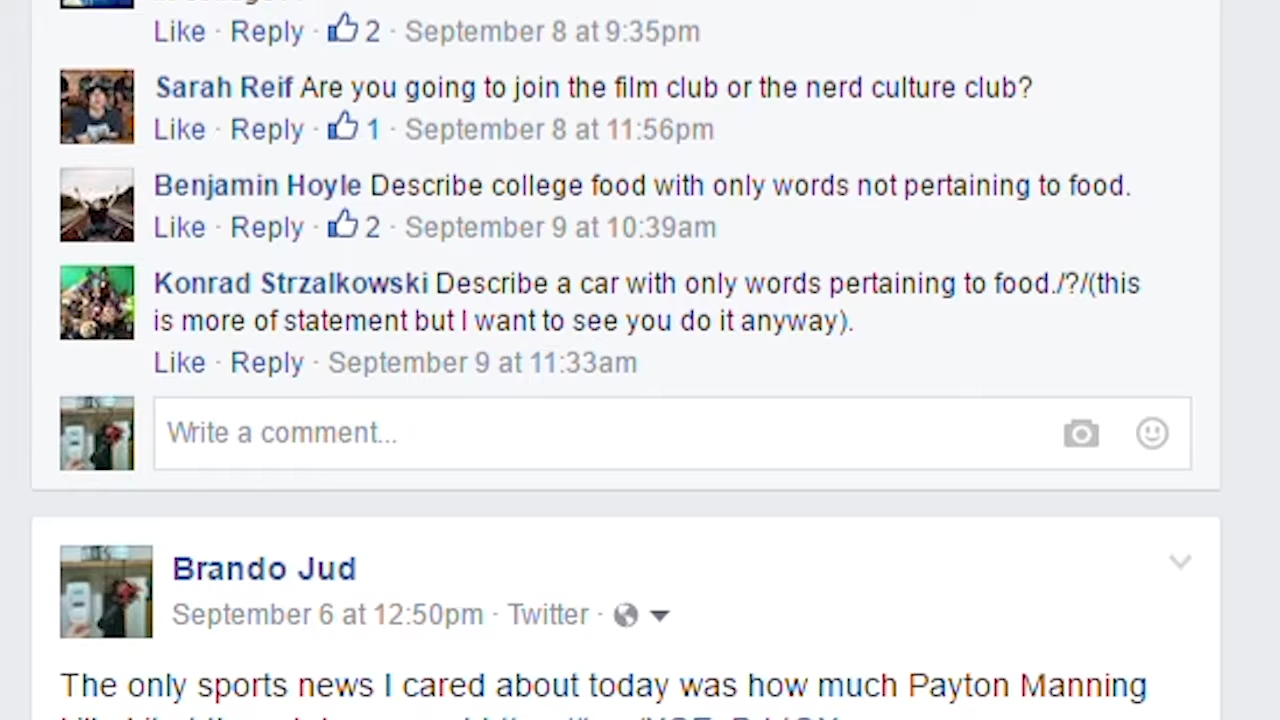 Like · Reply · 2 · September 8 at 9:35pm
Sarah Reif Are you going to join the film club or the nerd culture club?
Like · Reply · 1 · September 8 at 11:56pm
Benjamin Hoyle Describe college food with only words not pertaining to food.
Like · Reply · 2 · September 9 at 10:39am
Konrad Strzalkowski Describe a car with only words pertaining to food./?/(this
is more of statement but I want to see you do it anyway).
Like · Reply · September 9 at 11:33am
Write a comment...
Brando Jud
September 6 at 12:50pm · Twitter ·
The only sports news I cared about today was how much Payton Manning